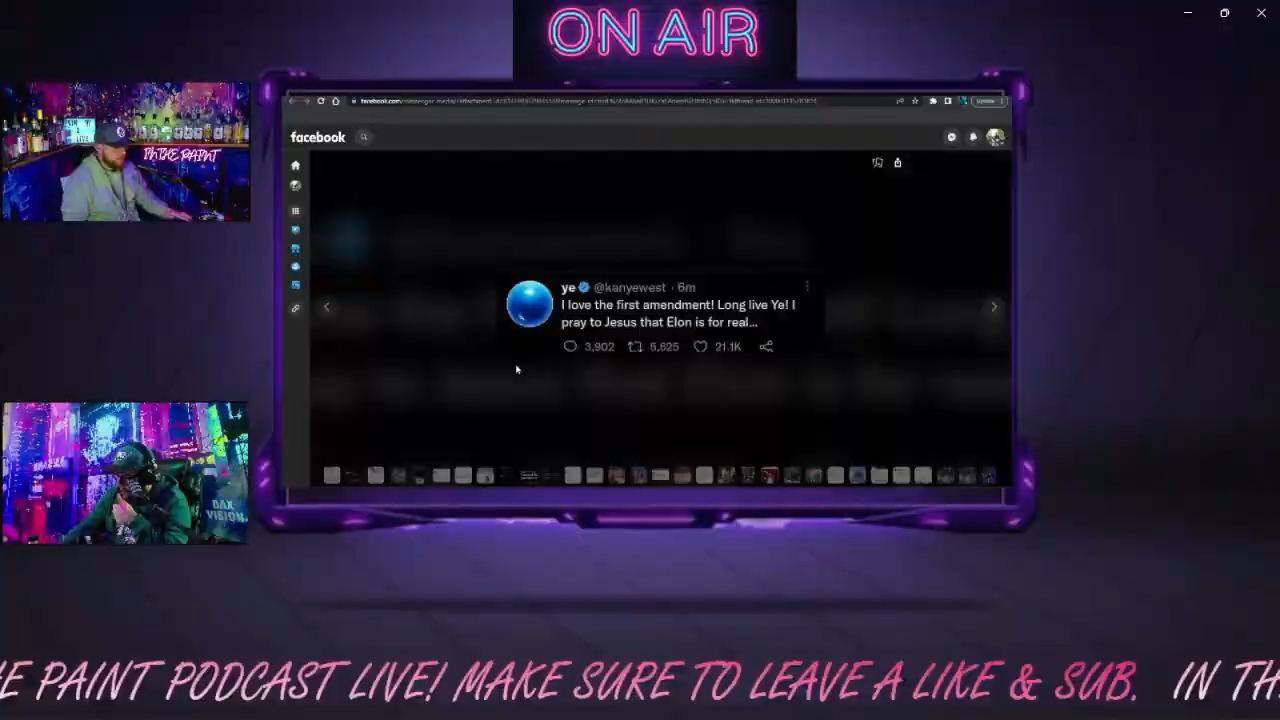 ON AIR
IN THE PAINT
facebook
ye @kanyewest · 6m
I love the first amendment! Long live Ye! I
pray to Jesus that Elon is for real...
3,902 5,625 21.1K
DAX
VISION
E PAINT PODCAST LIVE! MAKE SURE TO LEAVE A LIKE & SUB. IN TH